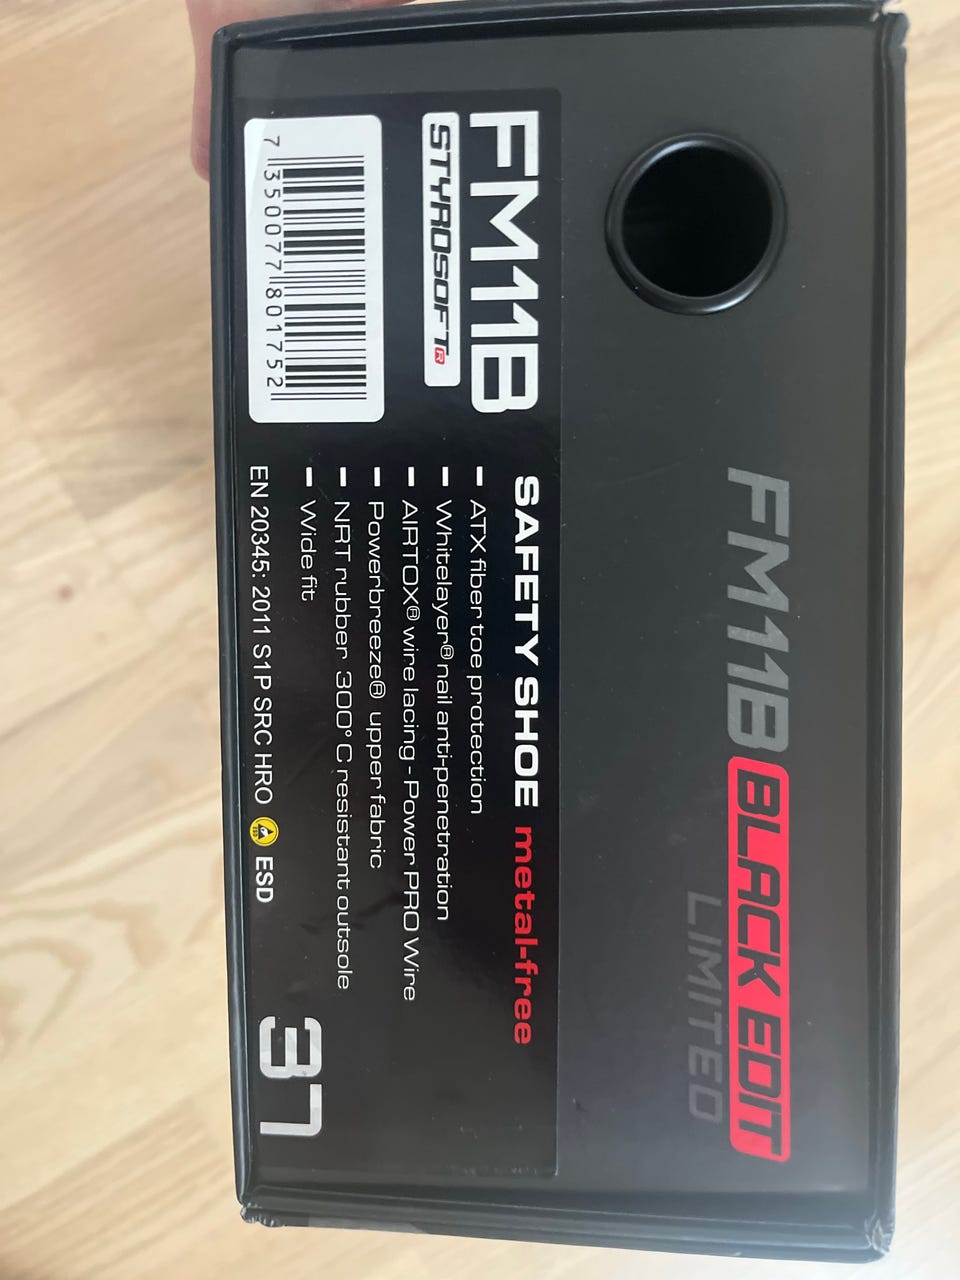 FM11B BLACK EDIT
LIMITED
FM11B
STYROSOFT®
7 350077 801752
SAFETY SHOE metal-free
- ATX fiber toe protection
- Whitelayer® nail anti-penetration
- AIRTOX® wire lacing - Power PRO Wire
- Powerbreeze® upper fabric
- NRT rubber 300° C resistant outsole
- Wide fit
EN 20345: 2011 S1P SRC HRO ESD
37